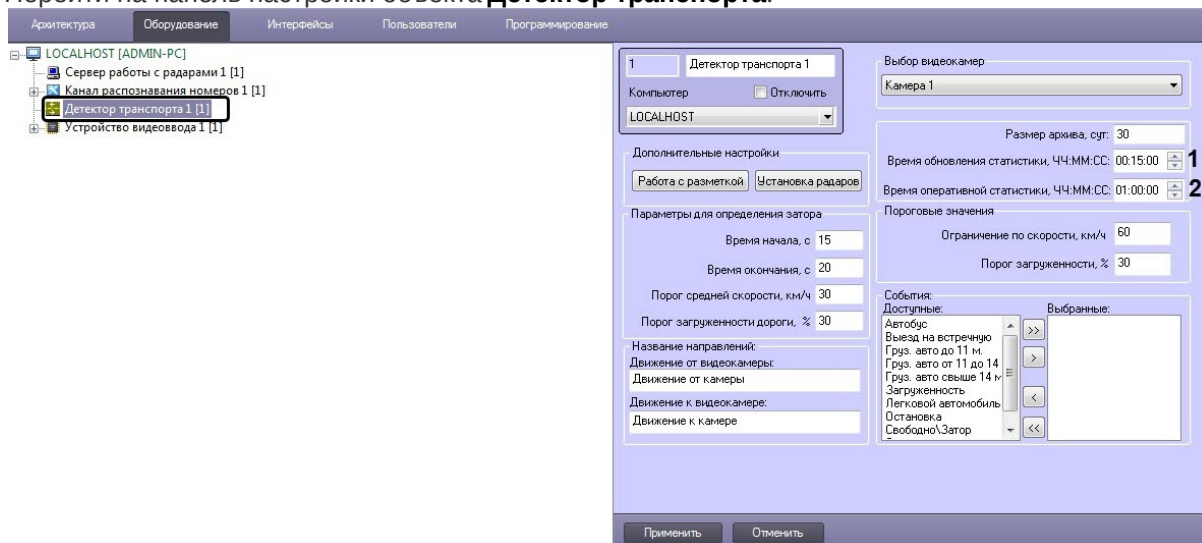 Перейти на панель настройки объекта Детектор транспорта.
Архитектура Оборудование Интерфейсы Пользователи Программирование
LOCALHOST [ADMIN-PC]
Сервер работы с радарами 1 [1]
Канал распознавания номеров 1 [1]
Детектор транспорта 1 [1]
Устройство видеоввода 1 [1]
1 Детектор транспорта 1
Компьютер Отключить
LOCALHOST
Дополнительные настройки
Работа с разметкой Установка радаров
Параметры для определения затора
Время начала, с 15
Время окончания, с 20
Порог средней скорости, км/ч 30
Порог загруженности дороги, % 30
Название направлений:
Движение от видеокамеры:
Движение от камеры
Движение к видеокамере:
Движение к камере
Выбор видеокамер
Камера 1
Размер архива, сут: 30
Время обновления статистики, ЧЧ:ММ:СС: 00:15:00 1
Время оперативной статистики, ЧЧ:ММ:СС: 01:00:00 2
Пороговые значения
Ограничение по скорости, км/ч 60
Порог загруженности, % 30
События:
Доступные: Выбранные:
Автобус
Выезд на встречную
Груз. авто до 11 м.
Груз. авто от 11 до 14
Груз. авто свыше 14 м
Загруженность
Легковой автомобиль
Остановка
Свободно\Затор
>>
>
<
<<
Применить Отменить